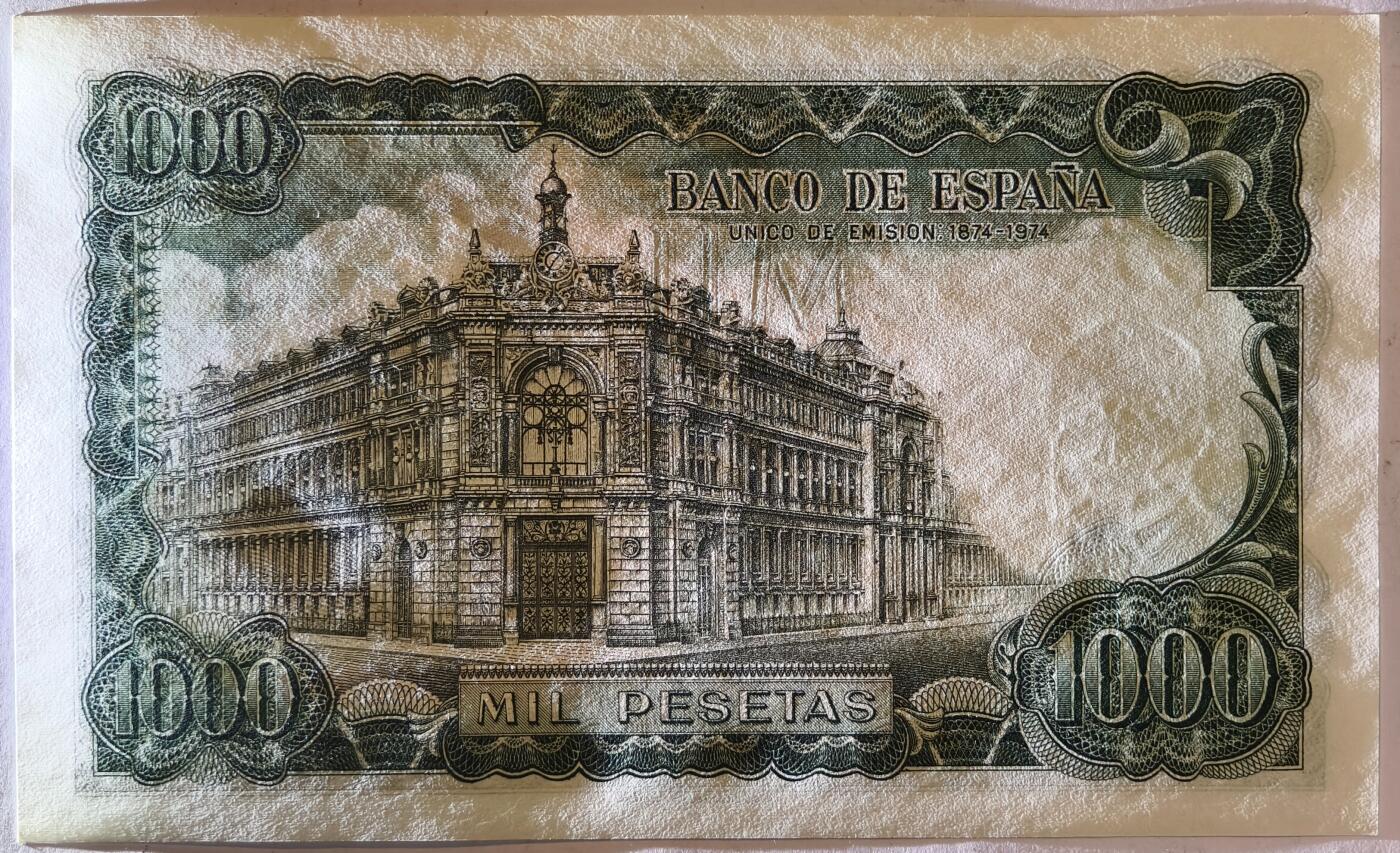 1000
BANCO DE ESPAÑA
UNICO DE EMISION: 1874-1974
1000
MIL PESETAS
1000